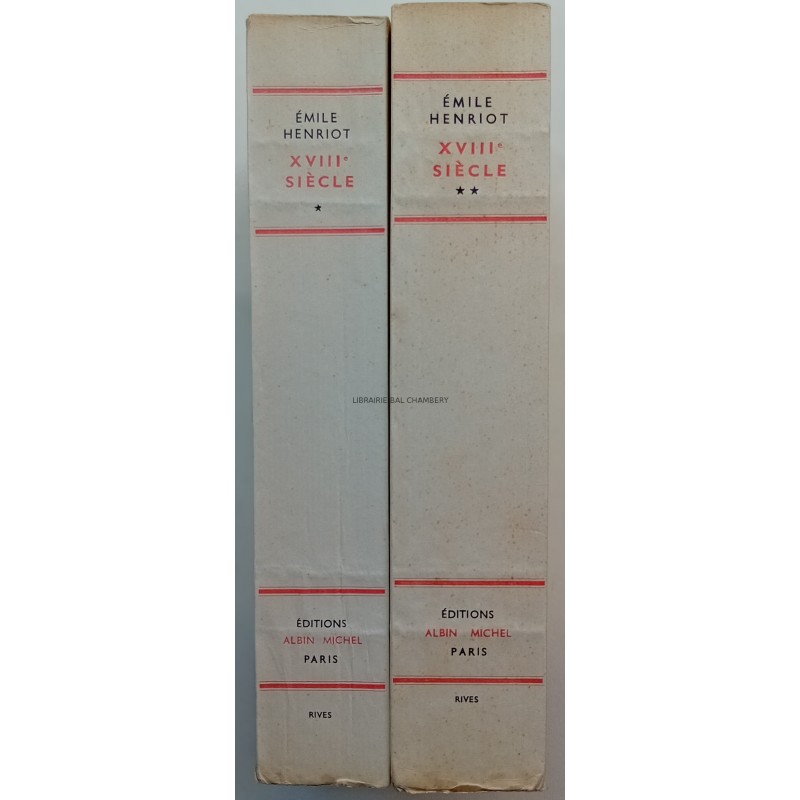 ÉMILE
HENRIOT
XVIIIe
SIÈCLE
★
ÉDITIONS
ALBIN MICHEL
PARIS
RIVES
ÉMILE
HENRIOT
XVIIIe
SIÈCLE
★★
ÉDITIONS
ALBIN MICHEL
PARIS
RIVES
LIBRAIRIE BAL CHAMBERY